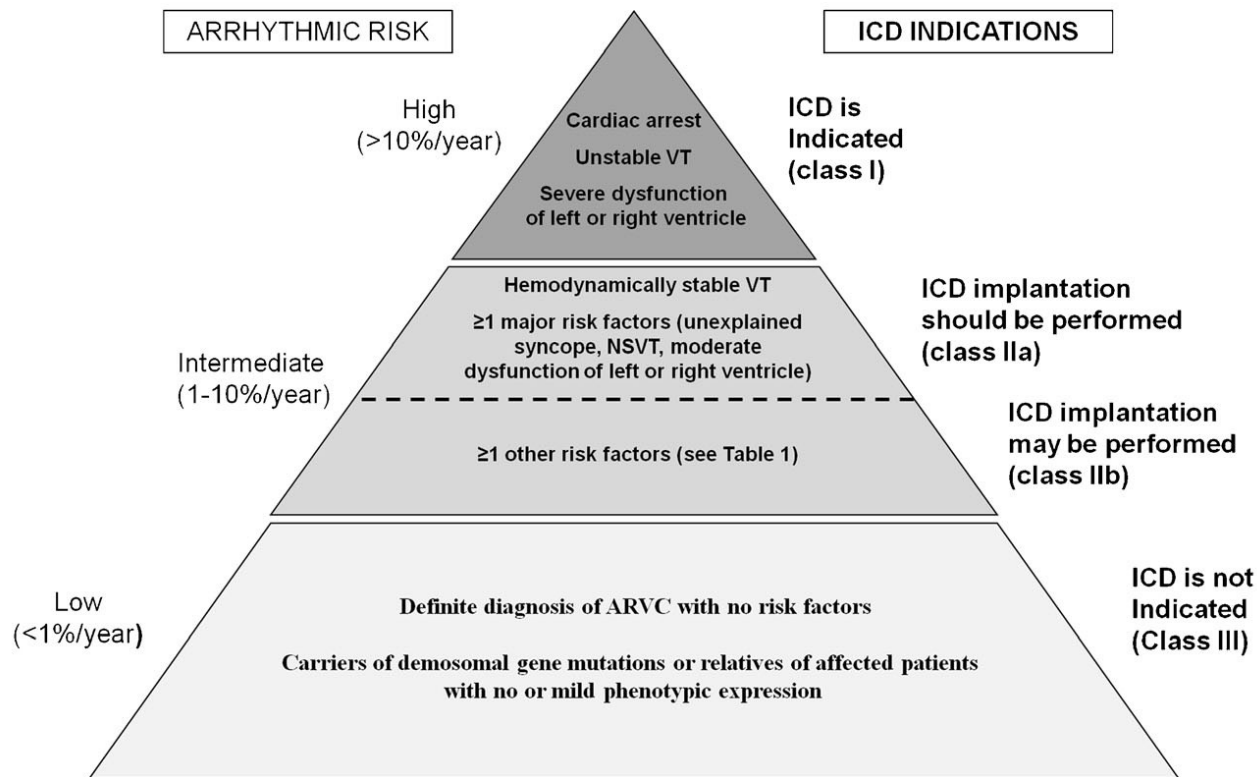 ARRHYTHMIC RISK
ICD INDICATIONS
High
(>10%/year)
Cardiac arrest
Unstable VT
Severe dysfunction
of left or right ventricle
ICD is
Indicated
(class I)
Intermediate
(1-10%/year)
Hemodynamically stable VT
≥1 major risk factors (unexplained
syncope, NSVT, moderate
dysfunction of left or right ventricle)
ICD implantation
should be performed
(class IIa)
≥1 other risk factors (see Table 1)
ICD implantation
may be performed
(class IIb)
Low
(<1%/year)
Definite diagnosis of ARVC with no risk factors
Carriers of demosomal gene mutations or relatives of affected patients
with no or mild phenotypic expression
ICD is not
Indicated
(Class III)